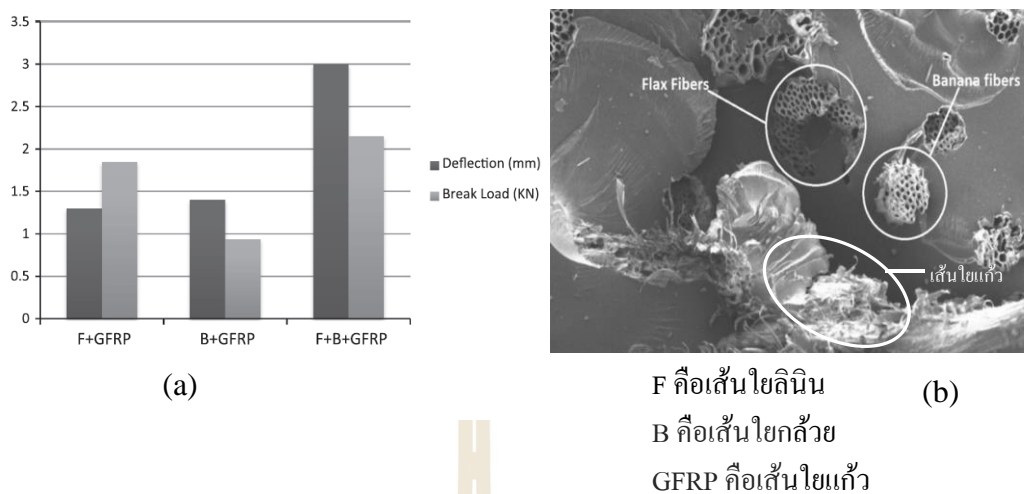 3.5
3
2.5
2
1.5
1
0.5
0
F+GFRP
B+GFRP
F+B+GFRP
Deflection (mm)
Break Load (KN)
(a)
Flax Fibers
Banana fibers
เส้นใยแก้ว
(b)
F คือเส้นใยลินิน
B คือเส้นใยกล้วย
GFRP คือเส้นใยแก้ว